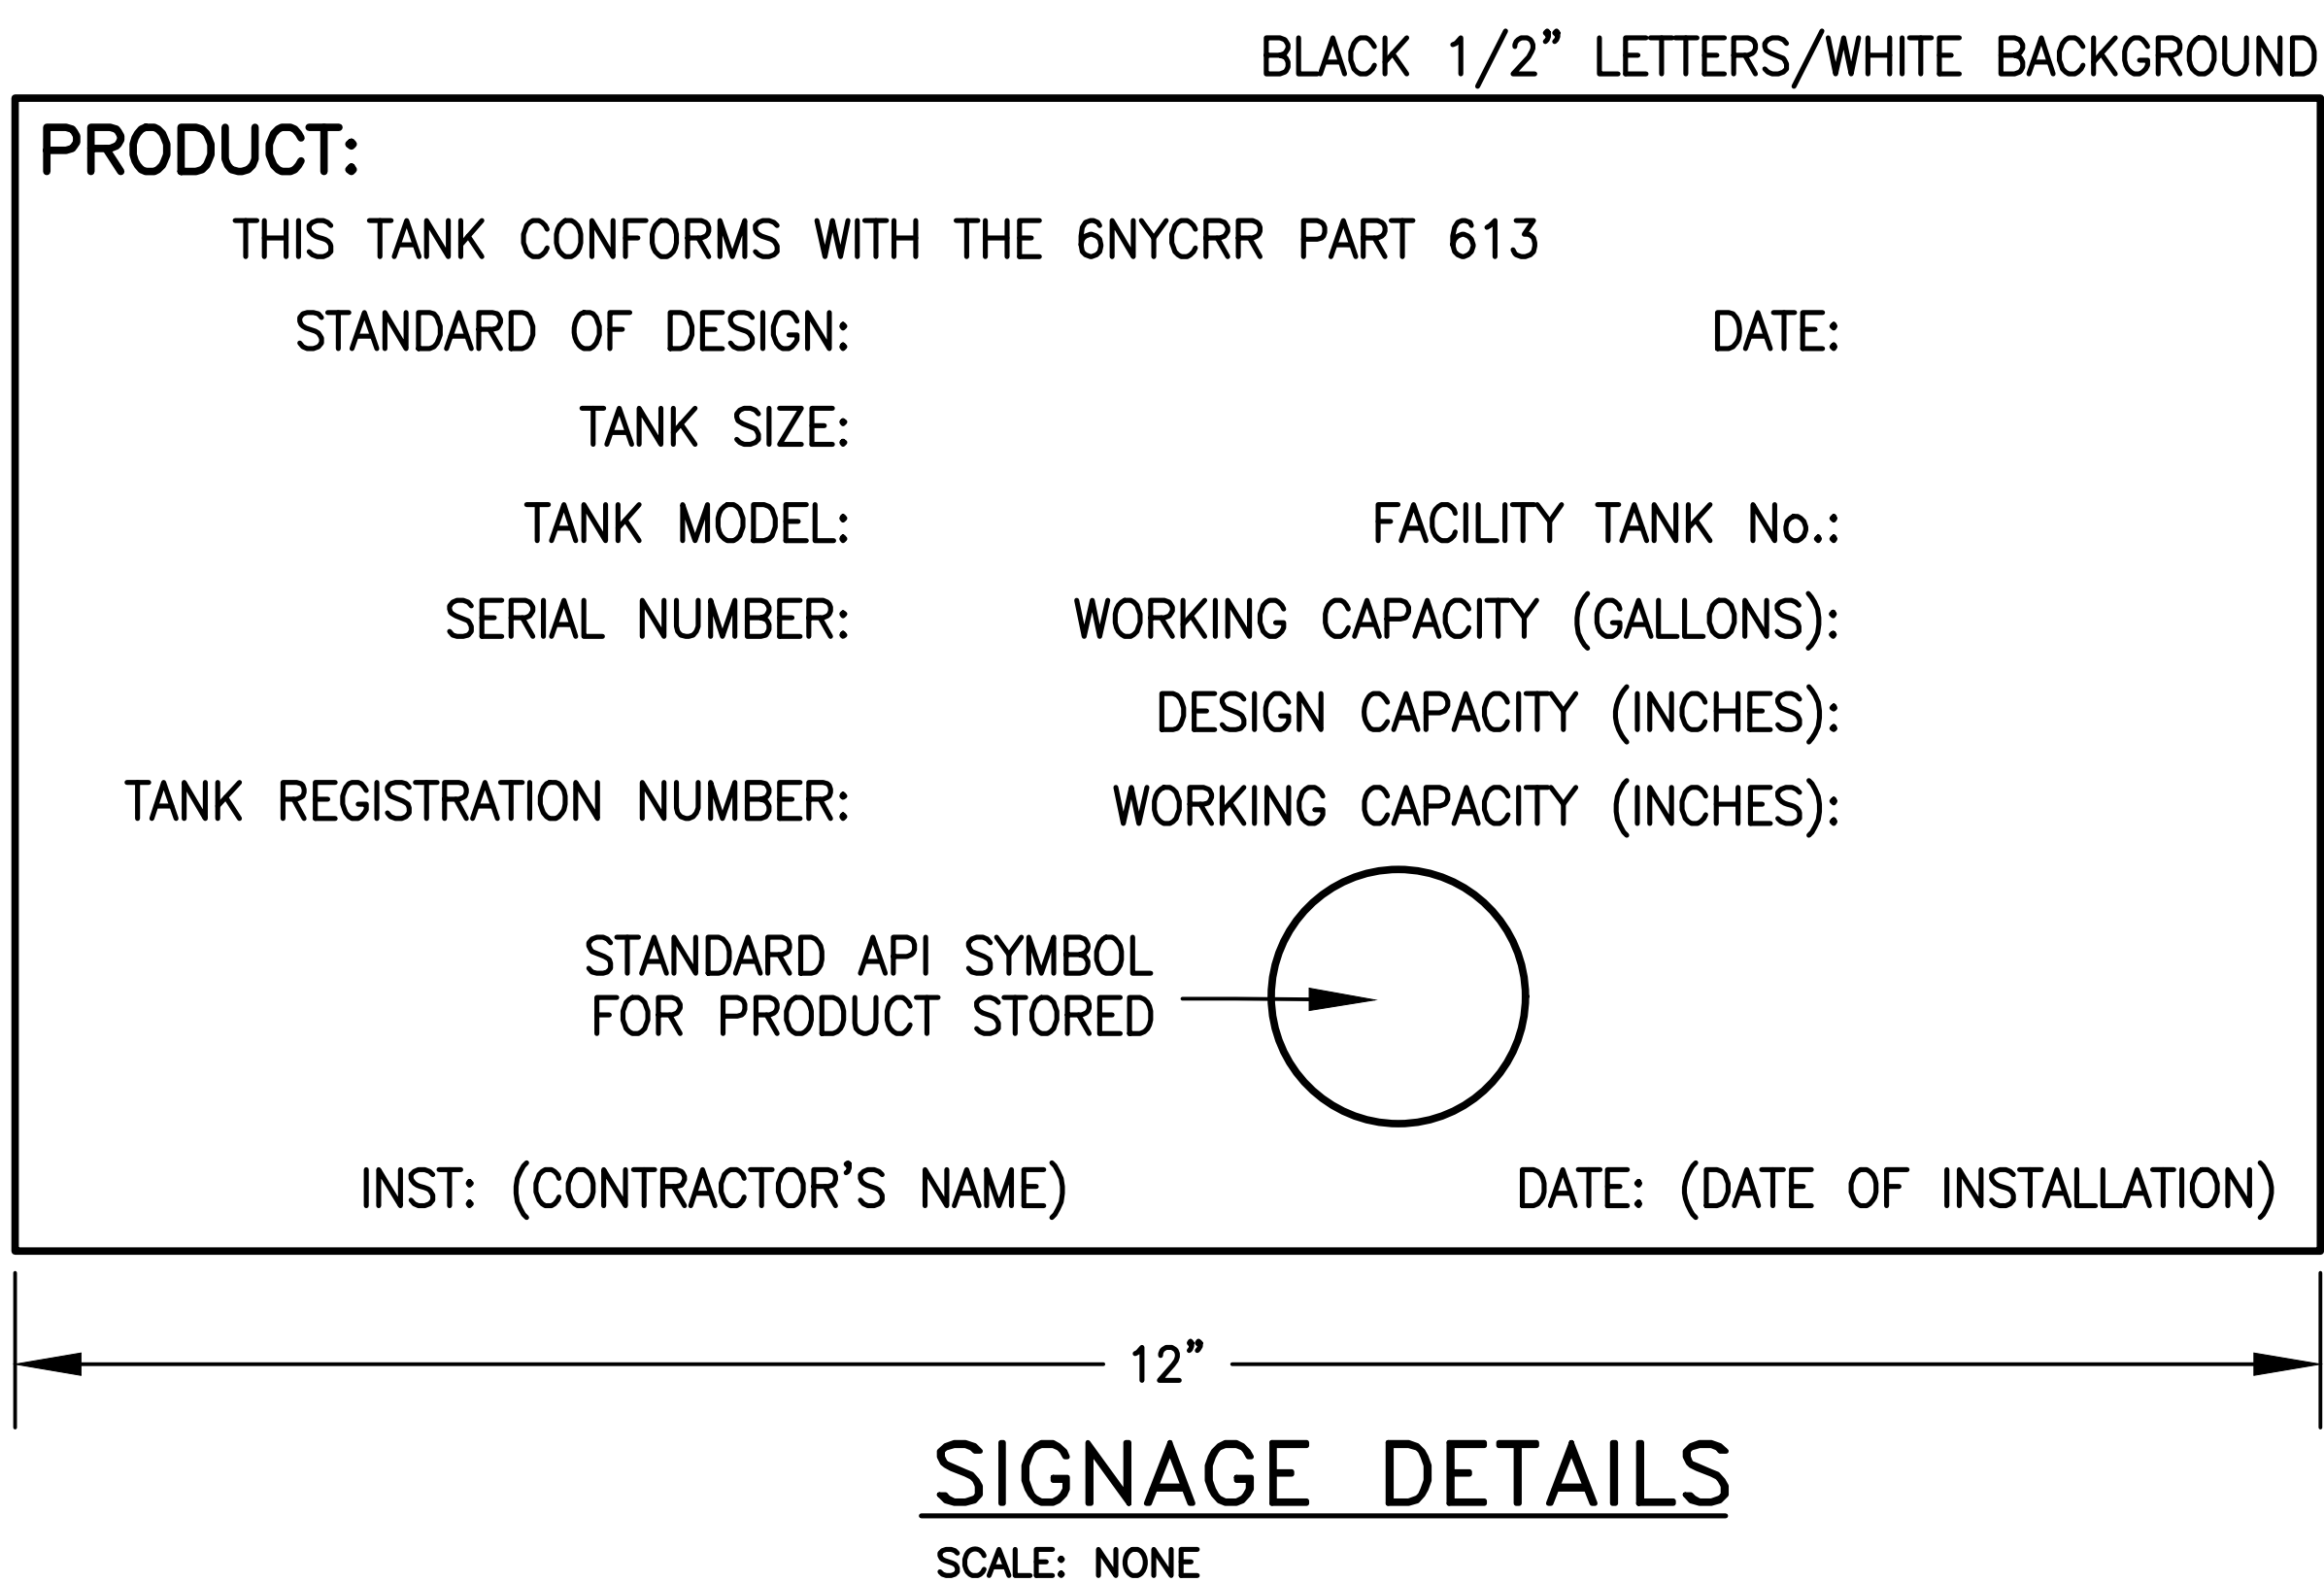 BLACK 1/2" LETTERS/WHITE BACKGROUND
PRODUCT:
THIS TANK CONFORMS WITH THE 6NYCRR PART 613
STANDARD OF DESIGN: DATE:
TANK SIZE:
TANK MODEL: FACILITY TANK No.:
SERIAL NUMBER: WORKING CAPACITY (GALLONS):
DESIGN CAPACITY (INCHES):
TANK REGISTRATION NUMBER: WORKING CAPACITY (INCHES):
STANDARD API SYMBOL
FOR PRODUCT STORED
INST: (CONTRACTOR'S NAME) DATE: (DATE OF INSTALLATION)
12"
SIGNAGE DETAILS
SCALE: NONE